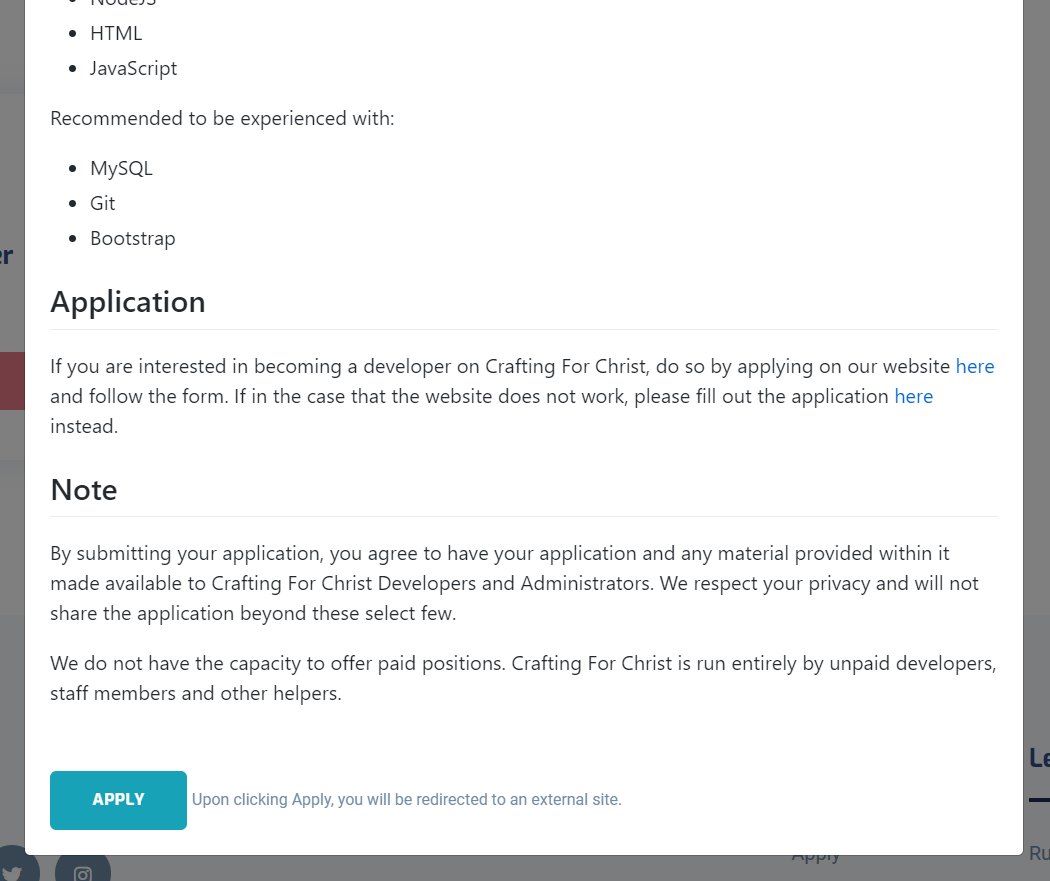 NodeJS
HTML
JavaScript
Recommended to be experienced with:
MySQL
Git
Bootstrap
er
Application
If you are interested in becoming a developer on Crafting For Christ, do so by applying on our website here
and follow the form. If in the case that the website does not work, please fill out the application here
instead.
Note
By submitting your application, you agree to have your application and any material provided within it
made available to Crafting For Christ Developers and Administrators. We respect your privacy and will not
share the application beyond these select few.
We do not have the capacity to offer paid positions. Crafting For Christ is run entirely by unpaid developers,
staff members and other helpers.
Le
APPLY Upon clicking Apply, you will be redirected to an external site.
Apply
Ru